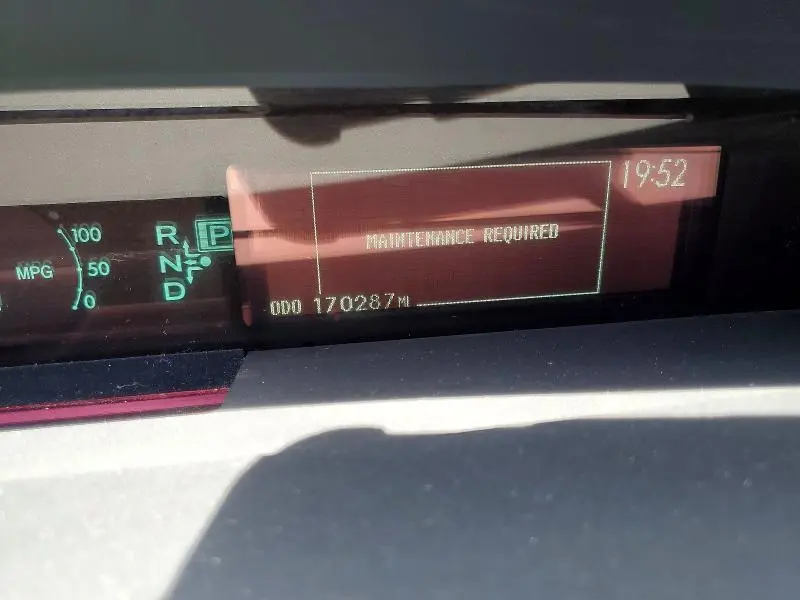 19:52
100
R P
MAINTENANCE REQUIRED
MPG 50 N
0 D
ODO 170287 MI